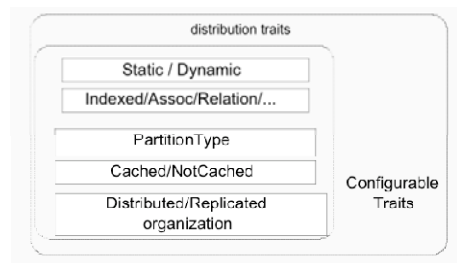 distribution traits
Static / Dynamic
Indexed/Assoc/Relation/...
PartitionType
Cached/NotCached
Distributed/Replicated
organization
Configurable
Traits